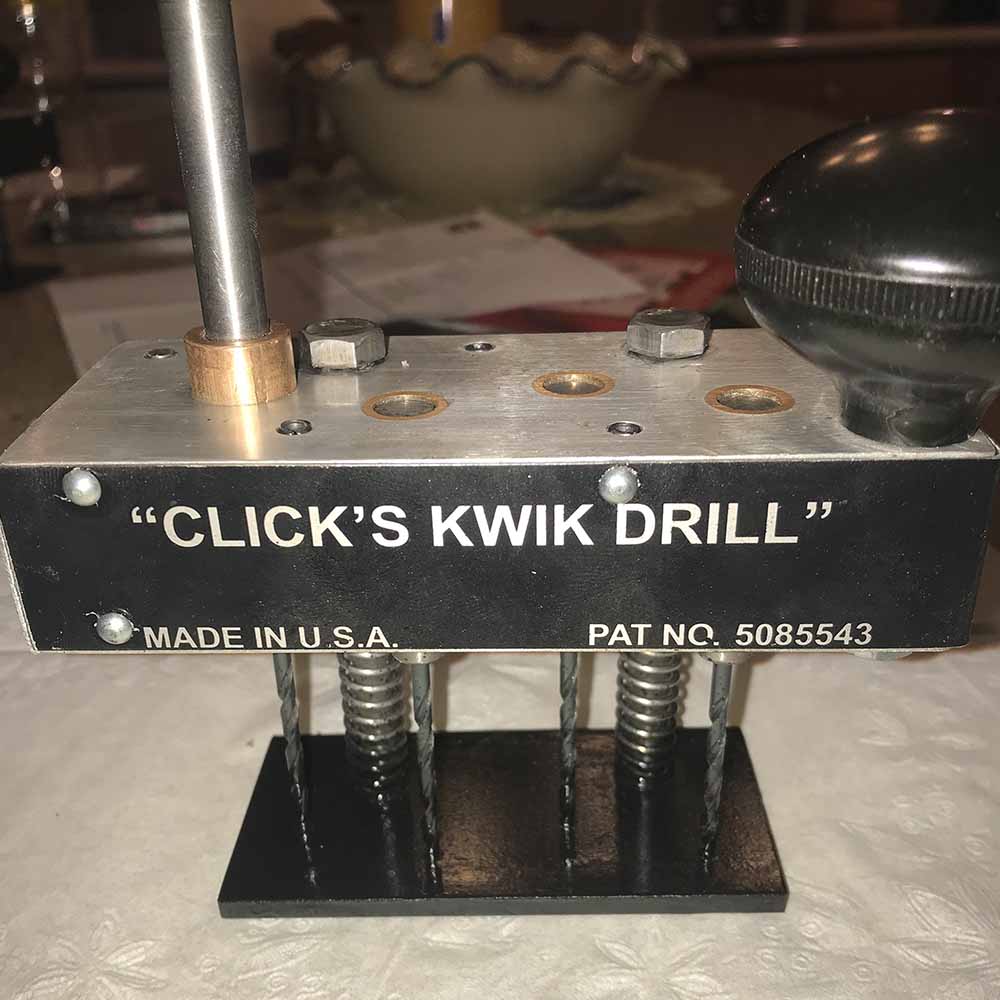 “CLICK’S KWIK DRILL”
MADE IN U.S.A.
PAT NO. 5085543